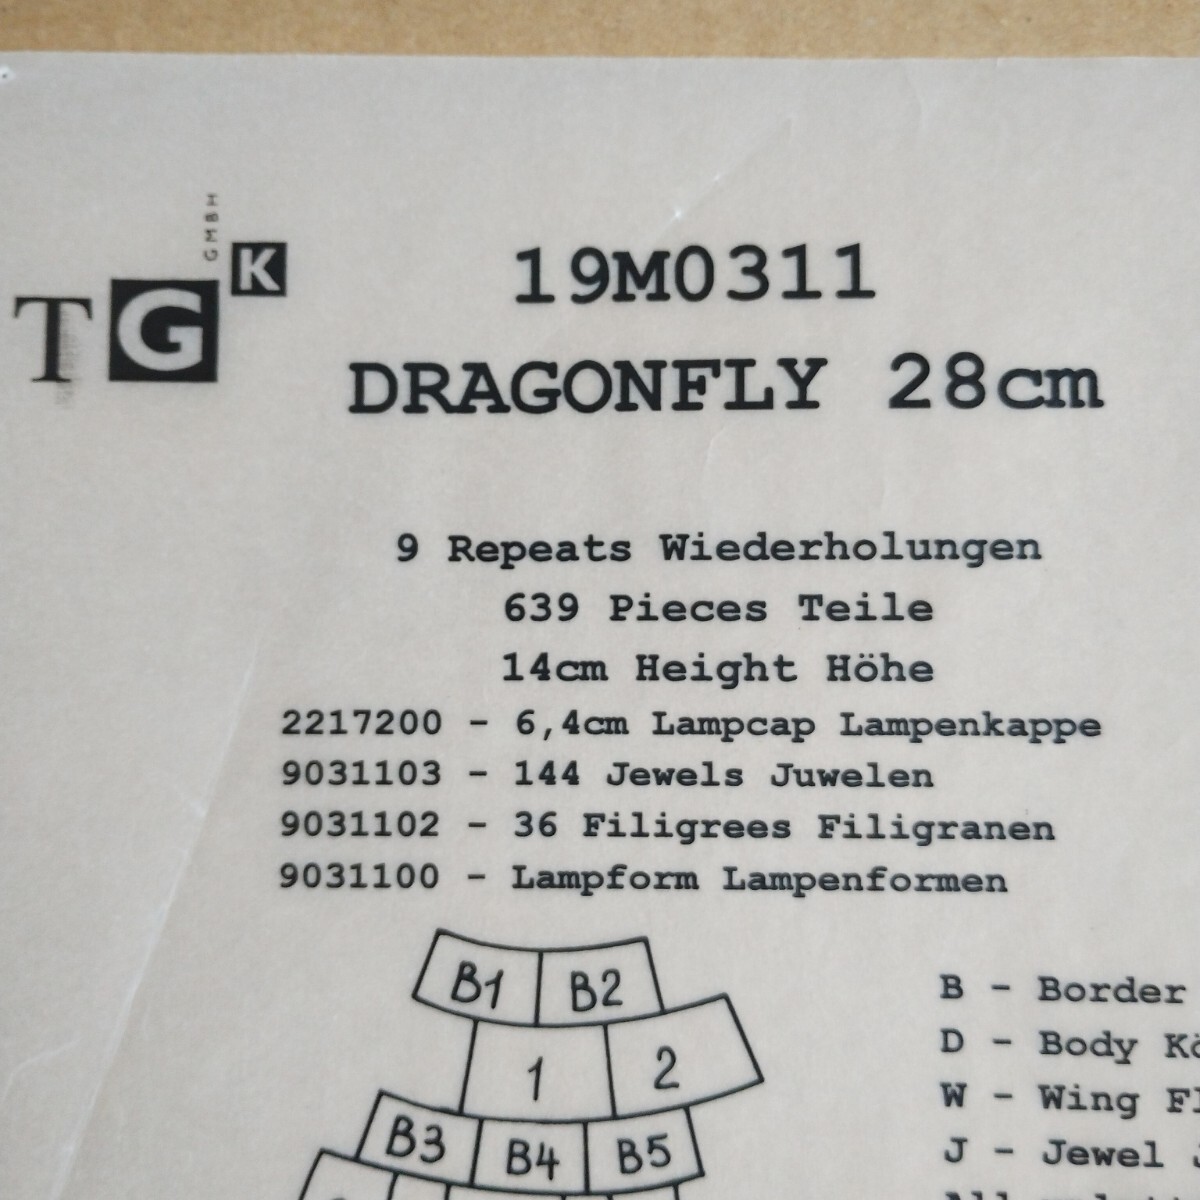 GMBH
T G K
19M0311
DRAGONFLY 28cm
9 Repeats Wiederholungen
639 Pieces Teile
14cm Height Höhe
2217200 - 6,4cm Lampcap Lampenkappe
9031103 - 144 Jewels Juwelen
9031102 - 36 Filigrees Filigranen
9031100 - Lampform Lampenformen
B1 B2
1 2
B3 B4 B5
B - Border
D - Body
W - Wing
J - Jewel